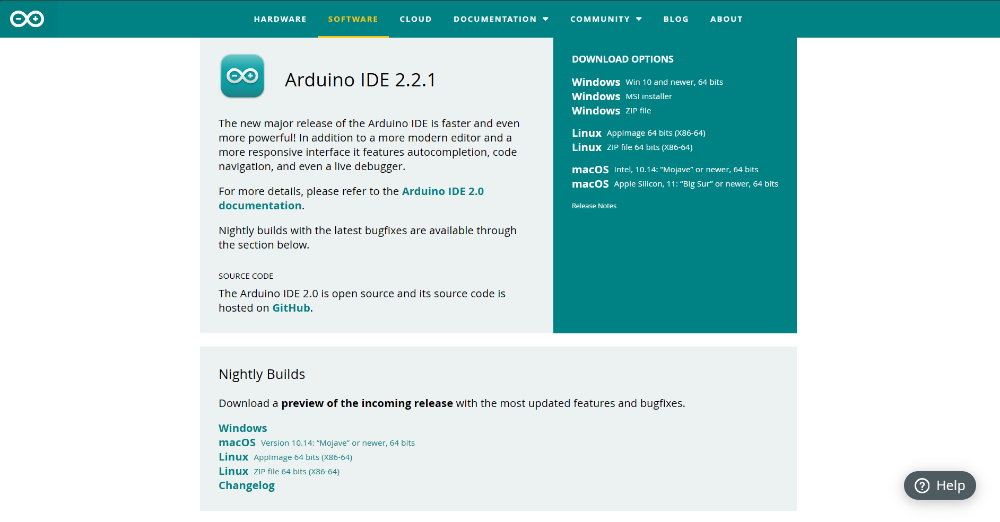 HARDWARE SOFTWARE CLOUD DOCUMENTATION COMMUNITY BLOG ABOUT
Arduino IDE 2.2.1
The new major release of the Arduino IDE is faster and even
more powerful! In addition to a more modern editor and a
more responsive interface it features autocompletion, code
navigation, and even a live debugger.
For more details, please refer to the Arduino IDE 2.0
documentation.
Nightly builds with the latest bugfixes are available through
the section below.
SOURCE CODE
The Arduino IDE 2.0 is open source and its source code is
hosted on GitHub.
DOWNLOAD OPTIONS
Windows Win 10 and newer, 64 bits
Windows MSI installer
Windows ZIP file
Linux AppImage 64 bits (X86-64)
Linux ZIP file 64 bits (X86-64)
macOS Intel, 10.14: “Mojave” or newer, 64 bits
macOS Apple Silicon, 11: “Big Sur” or newer, 64 bits
Release Notes
Nightly Builds
Download a preview of the incoming release with the most updated features and bugfixes.
Windows
macOS Version 10.14: “Mojave” or newer, 64 bits
Linux AppImage 64 bits (X86-64)
Linux ZIP file 64 bits (X86-64)
Changelog
Help